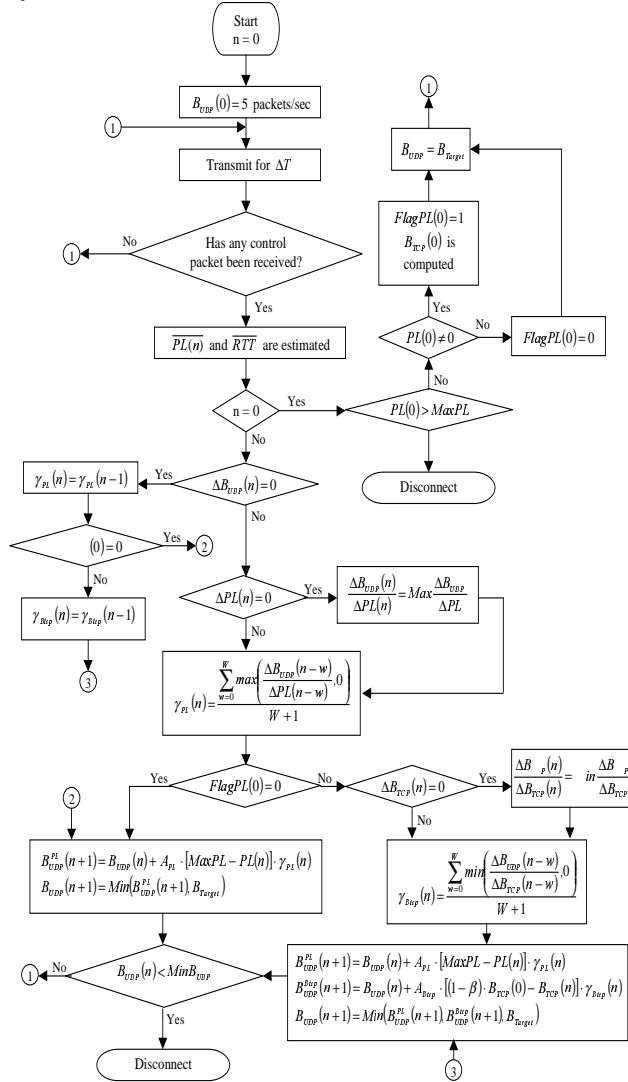 Start
n = 0
B_UDP(0) = 5 packets/sec
1
Transmit for ΔT
Has any control
packet been received?
No
1
Yes
PL(n) and RTT are estimated
n = 0
Yes
No
PL(0) > MaxPL
No
Disconnect
PL(0) ≠ 0
Yes
No
FlagPL(0) = 0
FlagPL(0) = 1
B_TCP(0) is
computed
B_UDP = B_Target
1
ΔB_UDP(n) = 0
Yes
No
γ_PL(n) = γ_PL(n−1)
(0) = 0
Yes
2
No
γ_Btcp(n) = γ_Btcp(n−1)
3
ΔPL(n) = 0
Yes
No
ΔB_UDP(n)/ΔPL(n) = Max ΔB_UDP/ΔPL
γ_PL(n) = ∑_{w=0}^{W} max(ΔB_UDP(n−w)/ΔPL(n−w), 0) / (W+1)
FlagPL(0) = 0
Yes
No
ΔB_TCP(n) = 0
Yes
No
ΔB P(n)/ΔB_TCP(n) = in ΔB P/ΔB_TCP
γ_Btcp(n) = ∑_{w=0}^{W} min(ΔB_UDP(n−w)/ΔB_TCP(n−w), 0) / (W+1)
2
B_UDP^PL(n+1) = B_UDP(n) + A_PL · [MaxPL − PL(n)] · γ_PL(n)
B_UDP(n+1) = Min(B_UDP^PL(n+1), B_Target)
B_UDP^PL(n+1) = B_UDP(n) + A_PL · [MaxPL − PL(n)] · γ_PL(n)
B_UDP^Btcp(n+1) = B_UDP(n) + A_Btcp · [(1−β) · B_TCP(0) − B_TCP(n)] · γ_Btcp(n)
B_UDP(n+1) = Min(B_UDP^PL(n+1), B_UDP^Btcp(n+1), B_Target)
3
B_UDP(n) < MinB_UDP
No
1
Yes
Disconnect